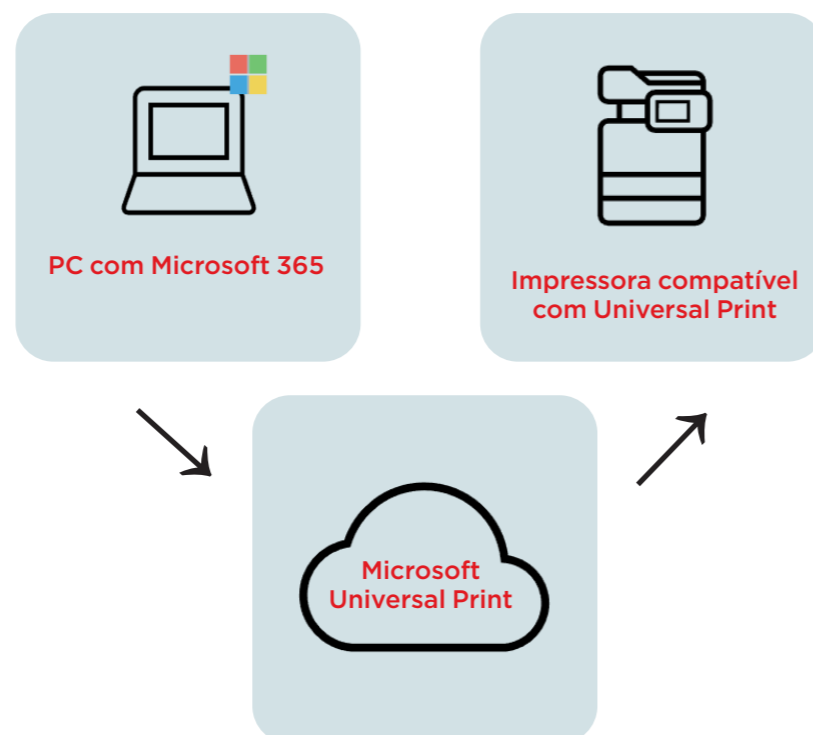 PC com Microsoft 365
Impressora compatível
com Universal Print
Microsoft
Universal Print